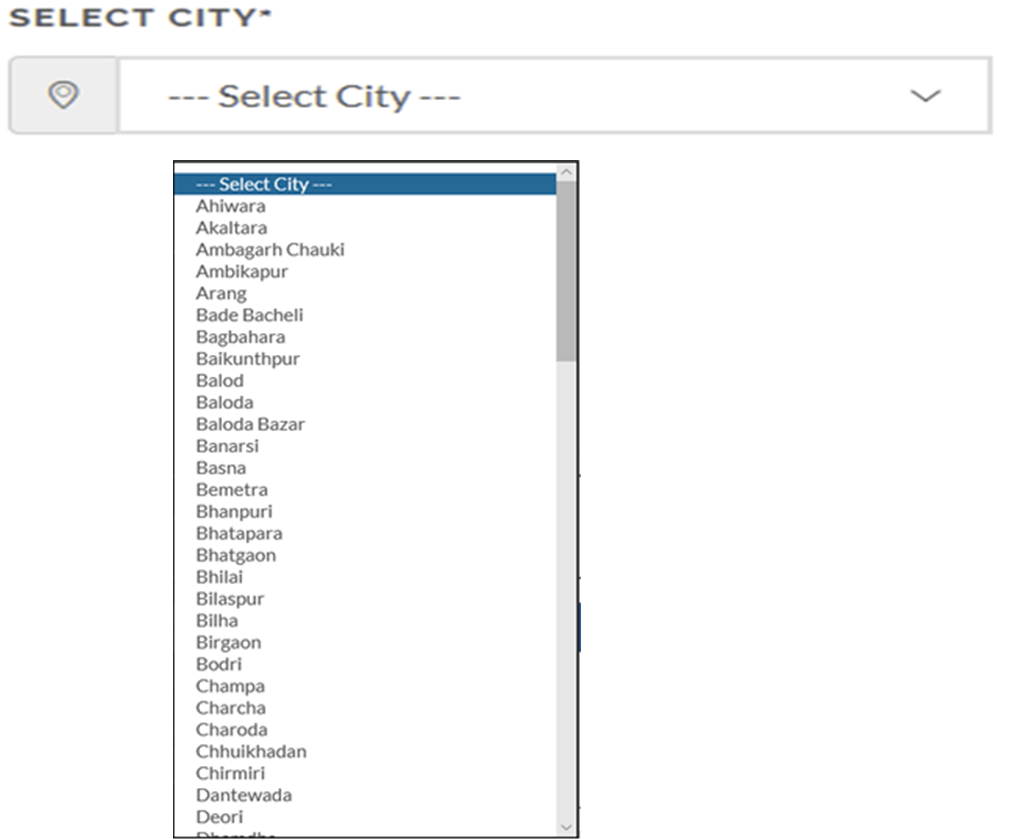 SELECT CITY*
--- Select City ---
--- Select City ---
Ahiwara
Akaltara
Ambagarh Chauki
Ambikapur
Arang
Bade Bacheli
Bagbahara
Baikunthpur
Balod
Baloda
Baloda Bazar
Banarsi
Basna
Bemetra
Bhanpuri
Bhatapara
Bhatgaon
Bhilai
Bilaspur
Bilha
Birgaon
Bodri
Champa
Charcha
Charoda
Chhuikhadan
Chirmiri
Dantewada
Deori